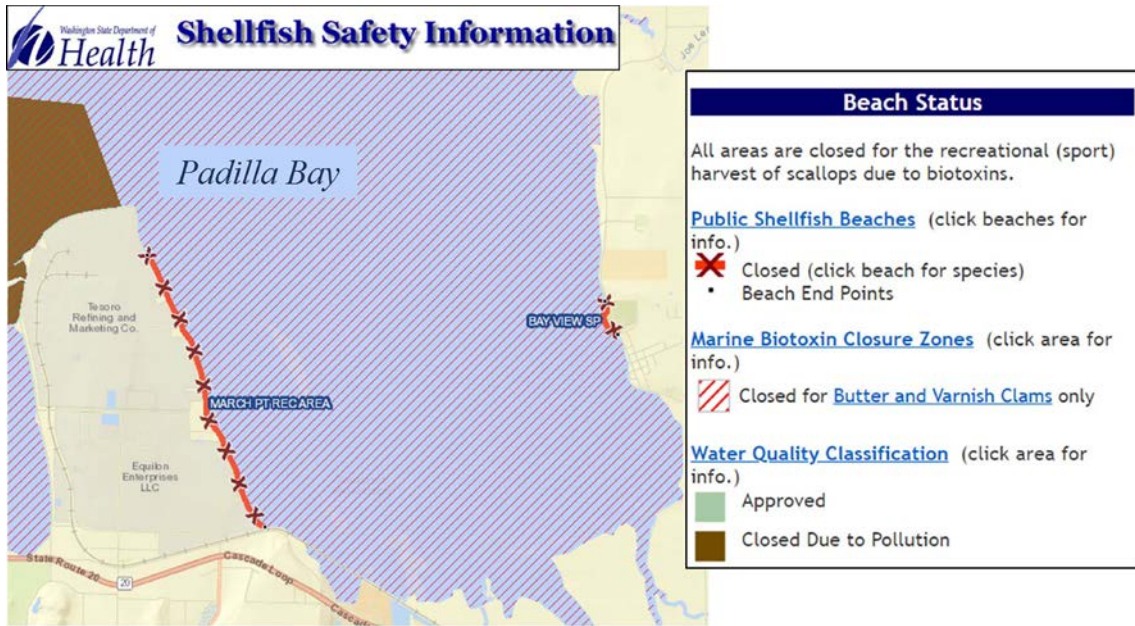 Washington State Department of
Health
Shellfish Safety Information
Joe Le
Padilla Bay
Tesoro
Refining and
Marketing Co.
BAY VIEW SP
MARCH PT REC AREA
Equilon
Enterprises
LLC
State Route 20
20
Cascade Loop
Cascade
Beach Status
All areas are closed for the recreational (sport)
harvest of scallops due to biotoxins.
Public Shellfish Beaches (click beaches for
info.)
Closed (click beach for species)
Beach End Points
Marine Biotoxin Closure Zones (click area for
info.)
Closed for Butter and Varnish Clams only
Water Quality Classification (click area for
info.)
Approved
Closed Due to Pollution